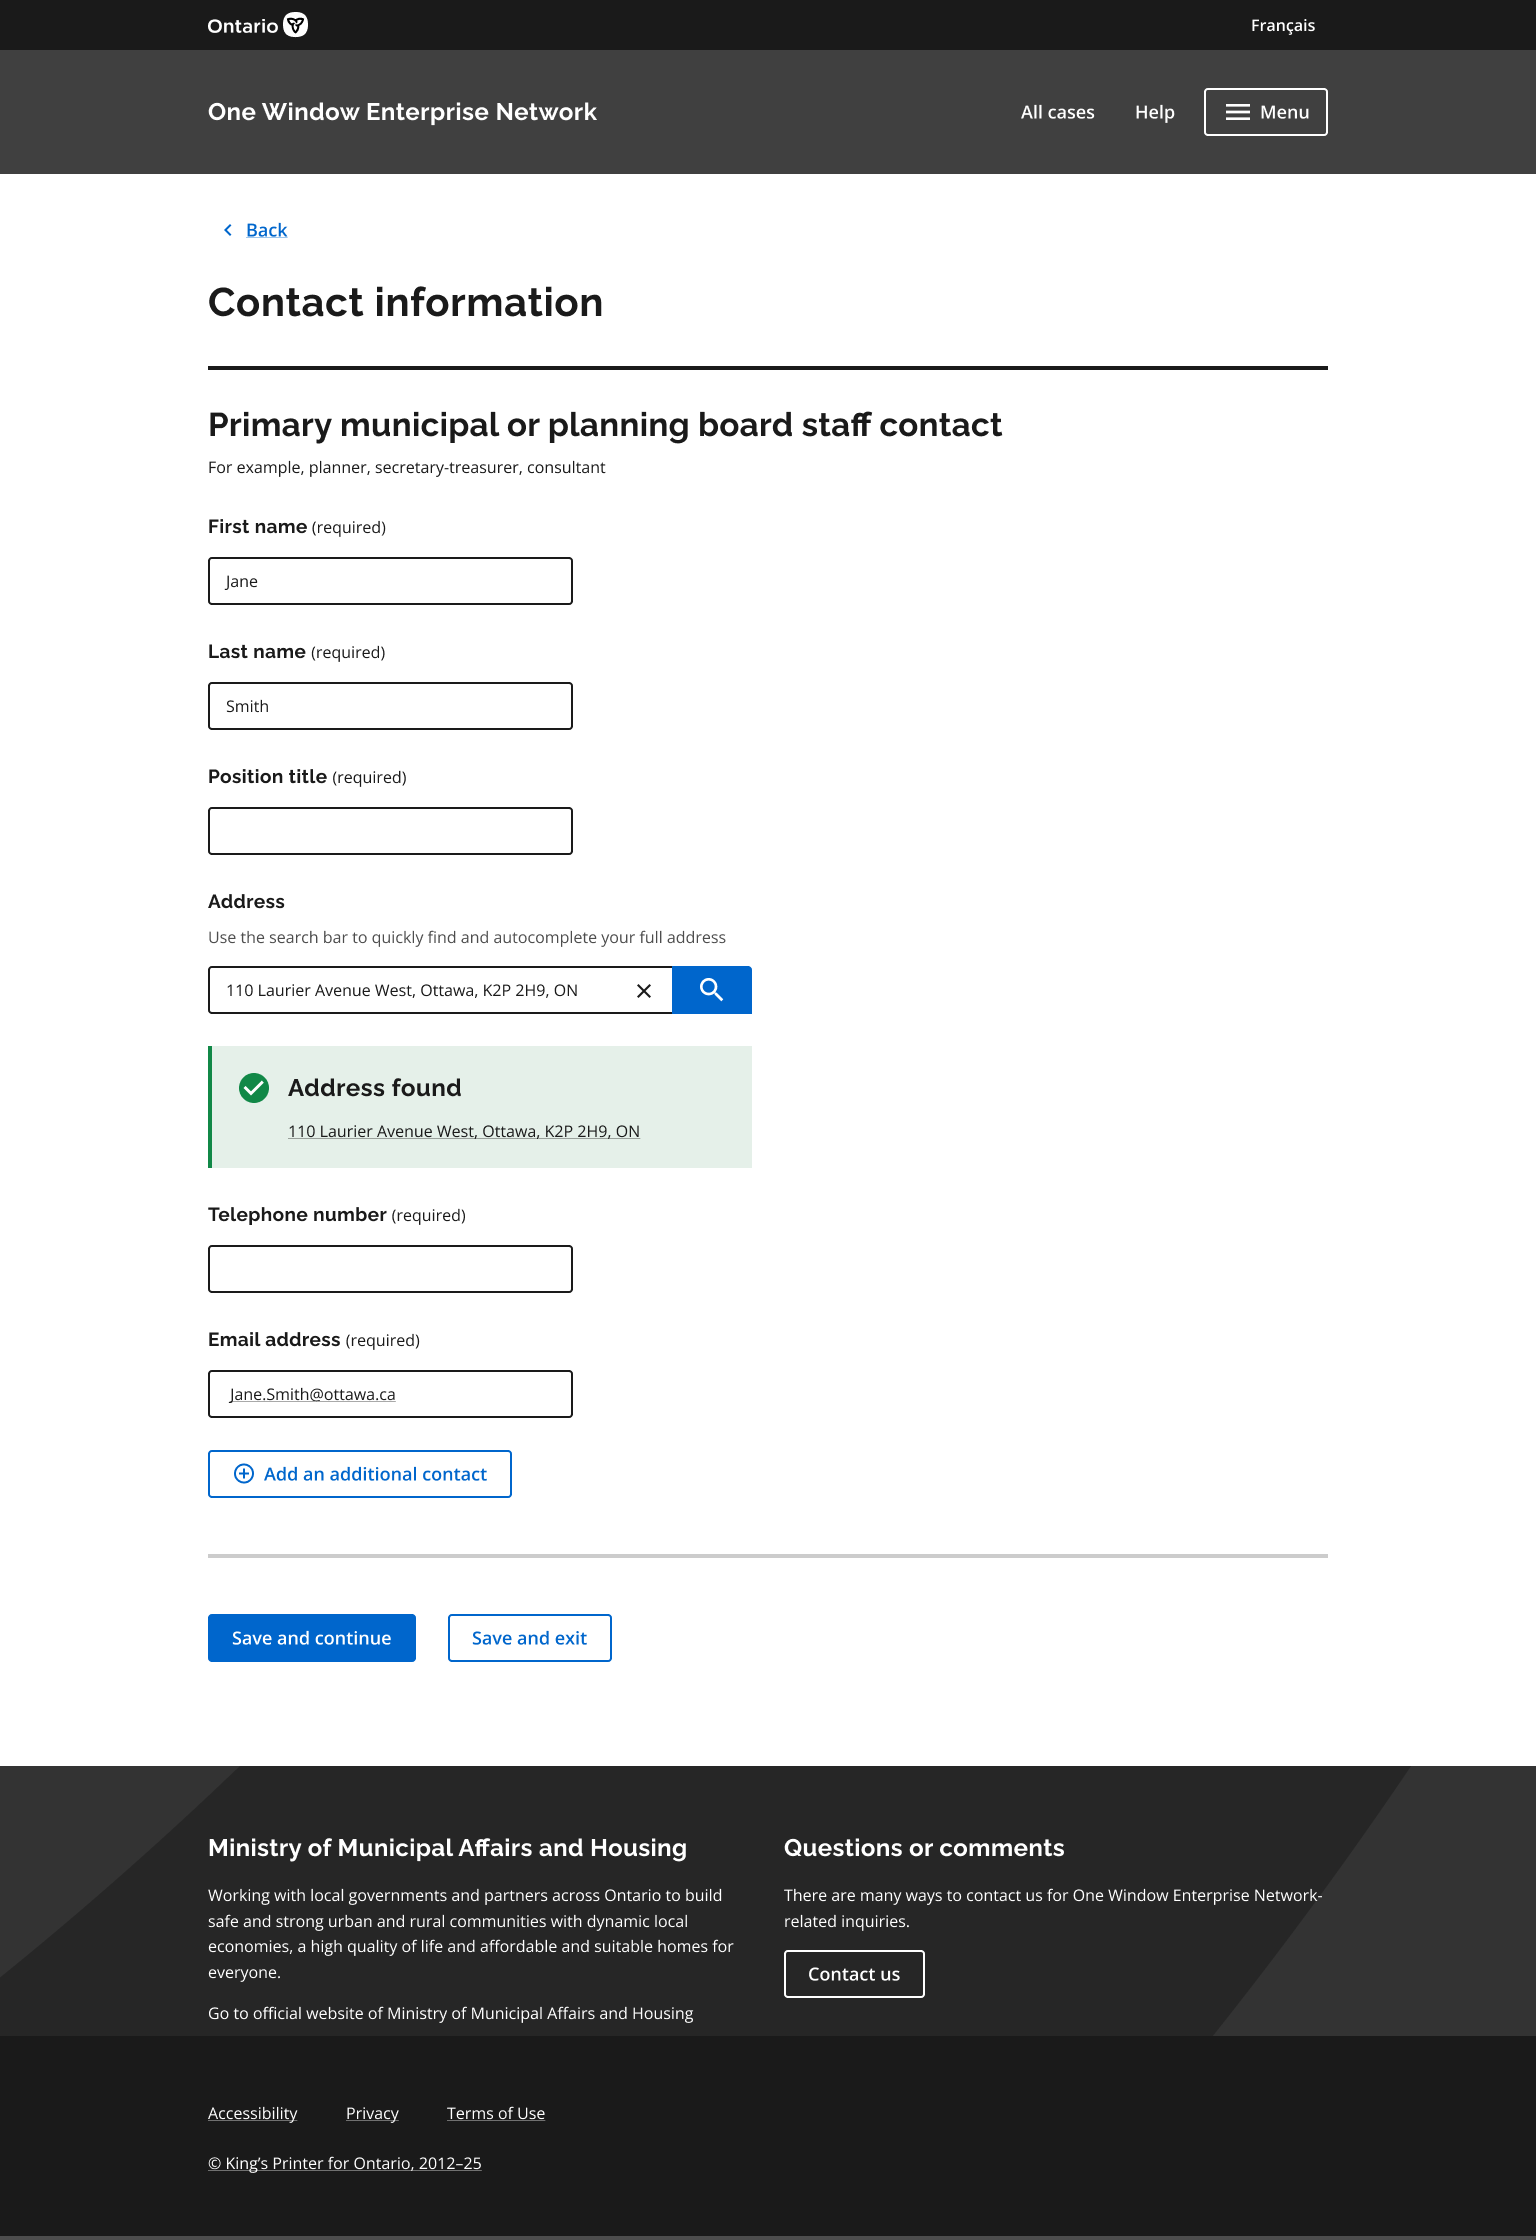 Ontario
Français
One Window Enterprise Network
All cases
Help
Menu
Back
Contact information
Primary municipal or planning board staff contact
For example, planner, secretary-treasurer, consultant
First name (required)
Jane
Last name (required)
Smith
Position title (required)
Address
Use the search bar to quickly find and autocomplete your full address
110 Laurier Avenue West, Ottawa, K2P 2H9, ON
Address found
110 Laurier Avenue West, Ottawa, K2P 2H9, ON
Telephone number (required)
Email address (required)
Jane.Smith@ottawa.ca
Add an additional contact
Save and continue
Save and exit
Ministry of Municipal Affairs and Housing
Working with local governments and partners across Ontario to build
safe and strong urban and rural communities with dynamic local
economies, a high quality of life and affordable and suitable homes for
everyone.
Go to official website of Ministry of Municipal Affairs and Housing
Questions or comments
There are many ways to contact us for One Window Enterprise Network-
related inquiries.
Contact us
Accessibility
Privacy
Terms of Use
© King’s Printer for Ontario, 2012–25